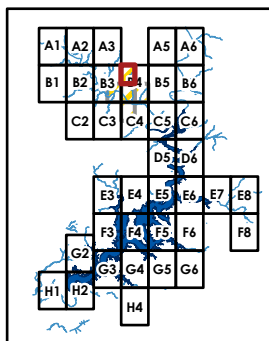 A1 A2 A3 A5 A6
B1 B2 B3 B4 B5 B6
C2 C3 C4 C5 C6
D5 D6
E3 E4 E5 E6 E7 E8
F3 F4 F5 F6 F8
G2 G3 G4 G5 G6
H1 H2 H4